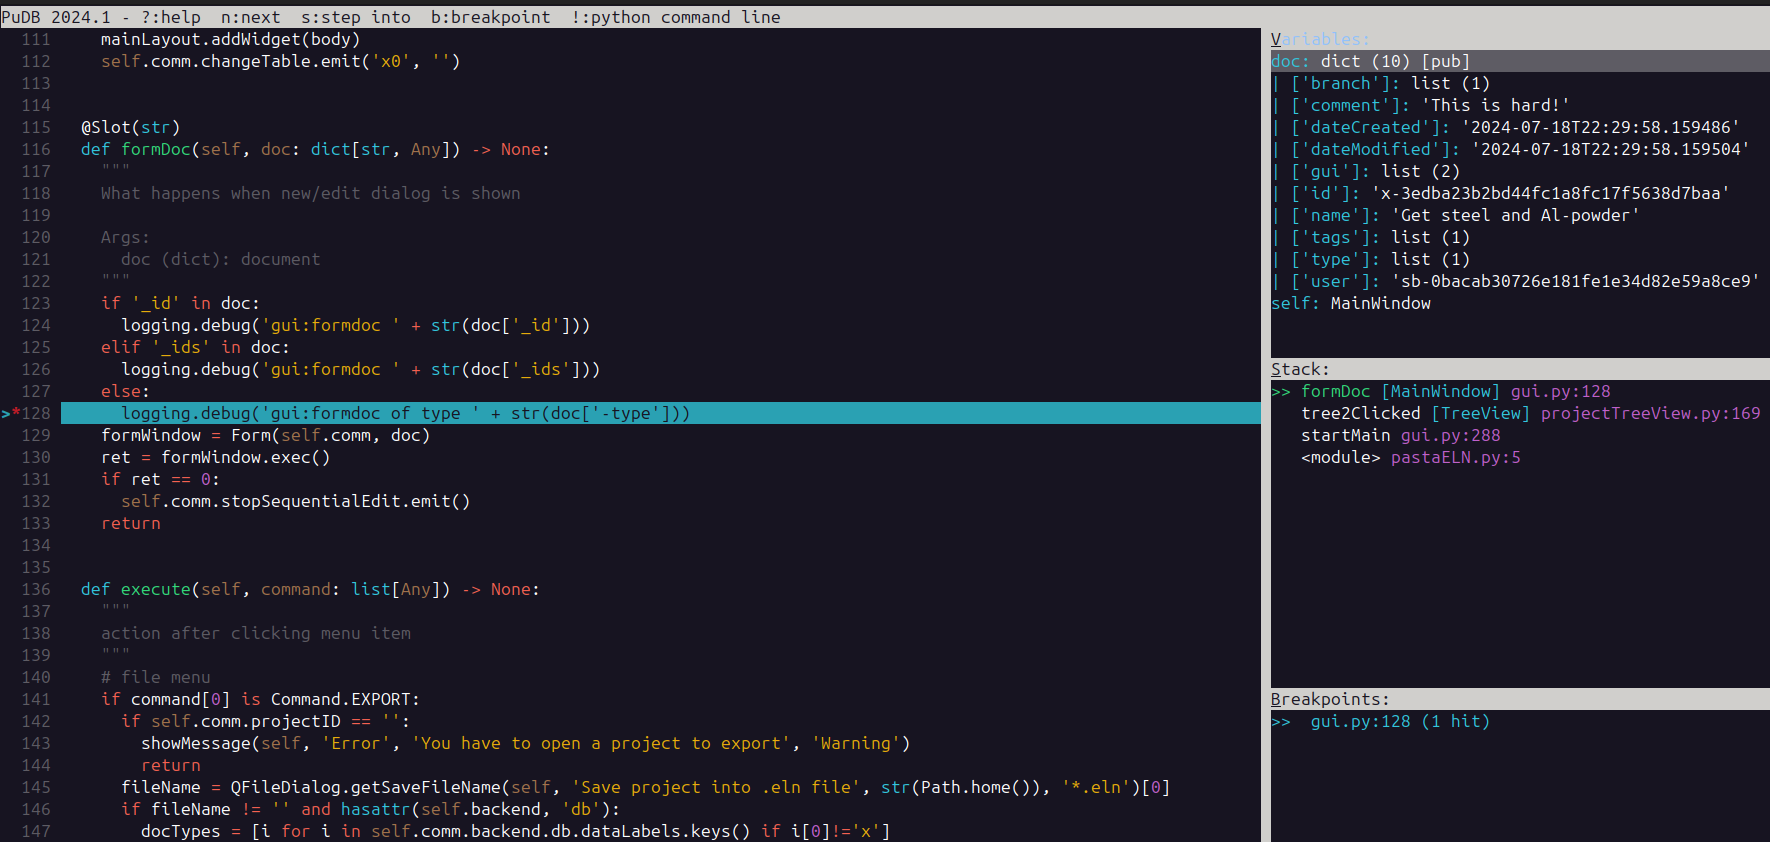 PuDB 2024.1 - ?:help  n:next  s:step into  b:breakpoint  !:python command line
111     mainLayout.addWidget(body)
112     self.comm.changeTable.emit('x0', '')
113
114
115   @Slot(str)
116   def formDoc(self, doc: dict[str, Any]) -> None:
117     """
118     What happens when new/edit dialog is shown
119
120     Args:
121       doc (dict): document
122     """
123     if '_id' in doc:
124       logging.debug('gui:formdoc ' + str(doc['_id']))
125     elif '_ids' in doc:
126       logging.debug('gui:formdoc ' + str(doc['_ids']))
127     else:
>*128       logging.debug('gui:formdoc of type ' + str(doc['-type']))
129     formWindow = Form(self.comm, doc)
130     ret = formWindow.exec()
131     if ret == 0:
132       self.comm.stopSequentialEdit.emit()
133     return
134
135
136   def execute(self, command: list[Any]) -> None:
137     """
138     action after clicking menu item
139     """
140     # file menu
141     if command[0] is Command.EXPORT:
142       if self.comm.projectID == '':
143         showMessage(self, 'Error', 'You have to open a project to export', 'Warning')
144         return
145       fileName = QFileDialog.getSaveFileName(self, 'Save project into .eln file', str(Path.home()), '*.eln')[0]
146       if fileName != '' and hasattr(self.backend, 'db'):
147         docTypes = [i for i in self.comm.backend.db.dataLabels.keys() if i[0]!='x']
Variables:
doc: dict (10) [pub]
| ['branch']: list (1)
| ['comment']: 'This is hard!'
| ['dateCreated']: '2024-07-18T22:29:58.159486'
| ['dateModified']: '2024-07-18T22:29:58.159504'
| ['gui']: list (2)
| ['id']: 'x-3edba23b2bd44fc1a8fc17f5638d7baa'
| ['name']: 'Get steel and Al-powder'
| ['tags']: list (1)
| ['type']: list (1)
| ['user']: 'sb-0bacab30726e181fe1e34d82e59a8ce9'
self: MainWindow
Stack:
>> formDoc [MainWindow] gui.py:128
tree2Clicked [TreeView] projectTreeView.py:169
startMain gui.py:288
<module> pastaELN.py:5
Breakpoints:
>>  gui.py:128 (1 hit)